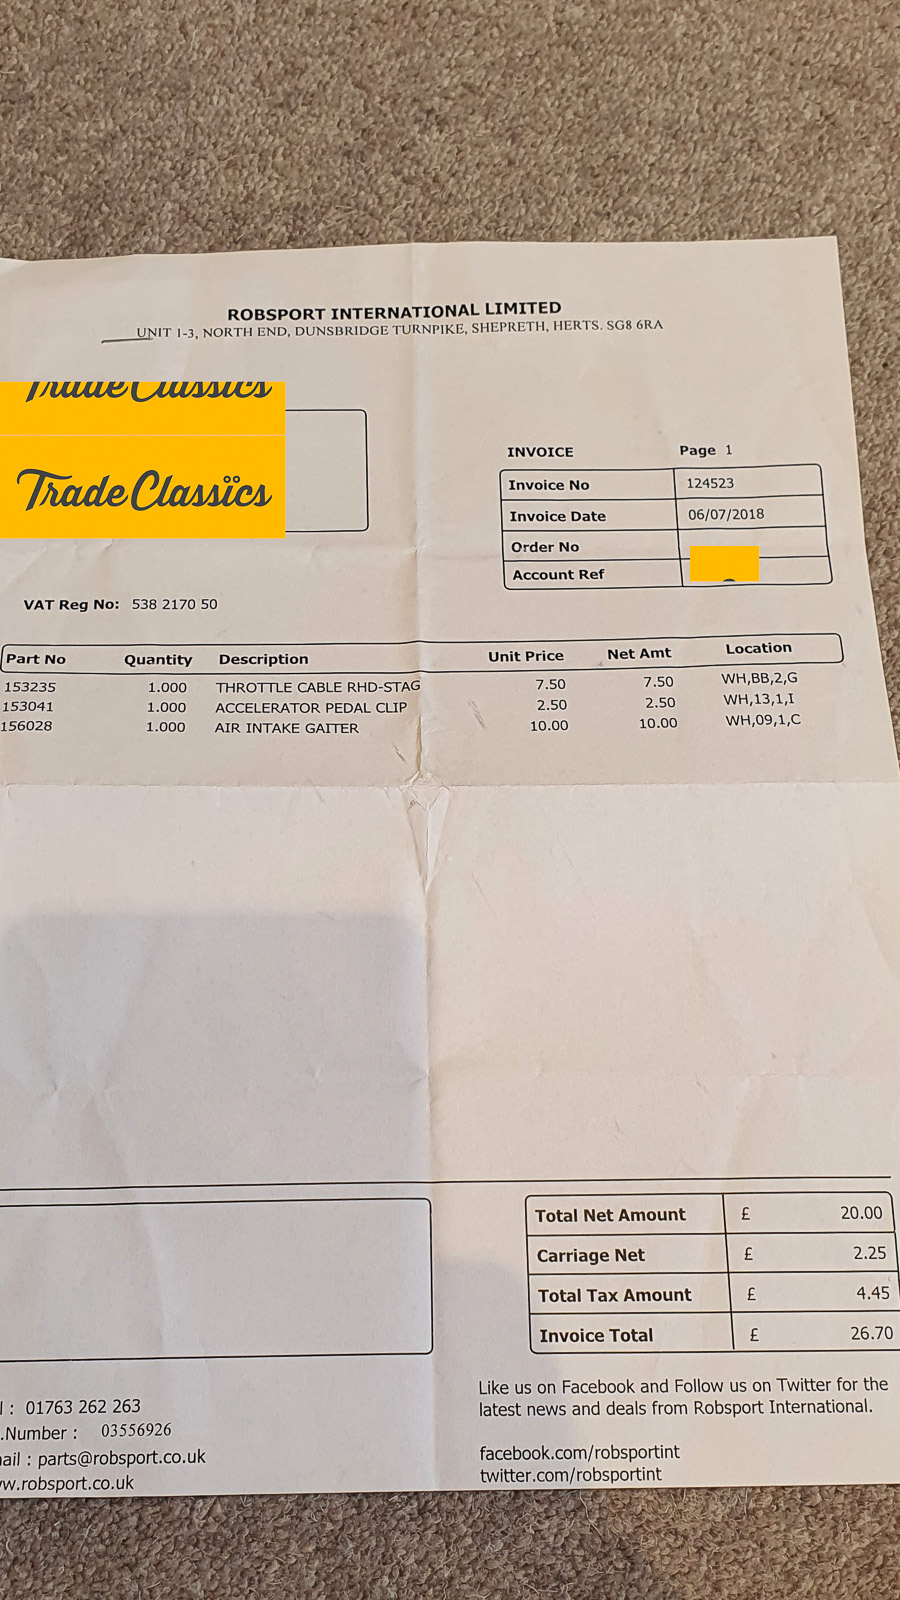 ROBSPORT INTERNATIONAL LIMITED
UNIT 1-3, NORTH END, DUNSBRIDGE TURNPIKE, SHEPRETH, HERTS. SG8 6RA
Trade Classics
Trade Classics
INVOICE Page 1
Invoice No 124523
Invoice Date 06/07/2018
Order No
Account Ref
VAT Reg No: 538 2170 50
Part No Quantity Description Unit Price Net Amt Location
153235 1.000 THROTTLE CABLE RHD-STAG 7.50 7.50 WH,BB,2,G
153041 1.000 ACCELERATOR PEDAL CLIP 2.50 2.50 WH,13,1,I
156028 1.000 AIR INTAKE GAITER 10.00 10.00 WH,09,1,C
Total Net Amount £ 20.00
Carriage Net £ 2.25
Total Tax Amount £ 4.45
Invoice Total £ 26.70
l : 01763 262 263
.Number : 03556926
ail : parts@robsport.co.uk
w.robsport.co.uk
Like us on Facebook and Follow us on Twitter for the
latest news and deals from Robsport International.
facebook.com/robsportint
twitter.com/robsportint